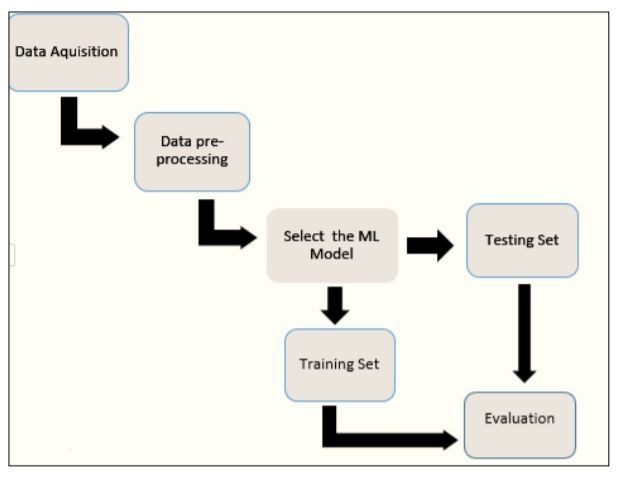 Data Aquisition
Data pre-
processing
Select the ML
Model
Testing Set
Training Set
Evaluation